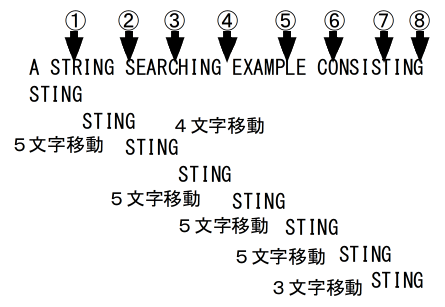 ① ② ③ ④ ⑤ ⑥ ⑦ ⑧
A STRING SEARCHING EXAMPLE CONSISTING
STING
STING ４文字移動
５文字移動 STING
STING
５文字移動 STING
５文字移動 STING
５文字移動 STING
３文字移動 STING